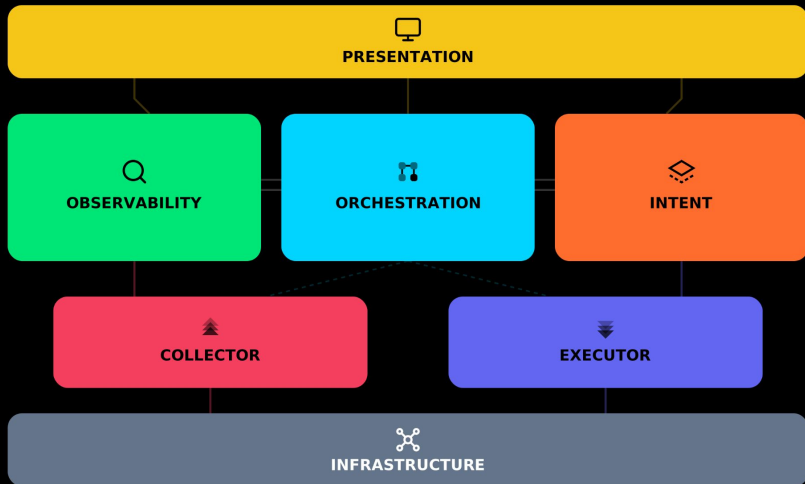 PRESENTATION
OBSERVABILITY
ORCHESTRATION
INTENT
COLLECTOR
EXECUTOR
INFRASTRUCTURE